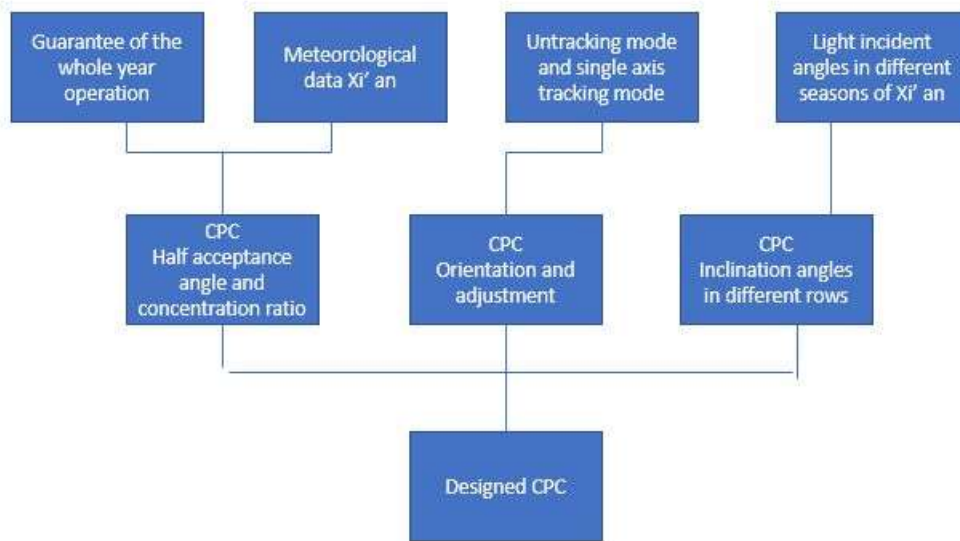 Guarantee of the
whole year
operation
Meteorological
data Xi' an
Untracking mode
and single axis
tracking mode
Light incident
angles in different
seasons of Xi' an
CPC
Half acceptance
angle and
concentration ratio
CPC
Orientation and
adjustment
CPC
Inclination angles
in different rows
Designed CPC